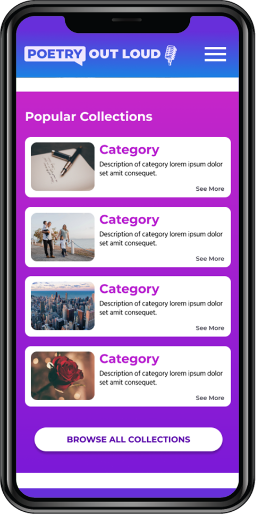 POETRY OUT LOUD
Popular Collections
Category
Description of category lorem ipsum dolor
set amit consequet.
See More
Category
Description of category lorem ipsum dolor
set amit consequet.
See More
Category
Description of category lorem ipsum dolor
set amit consequet.
See More
Category
Description of category lorem ipsum dolor
set amit consequet.
See More
BROWSE ALL COLLECTIONS